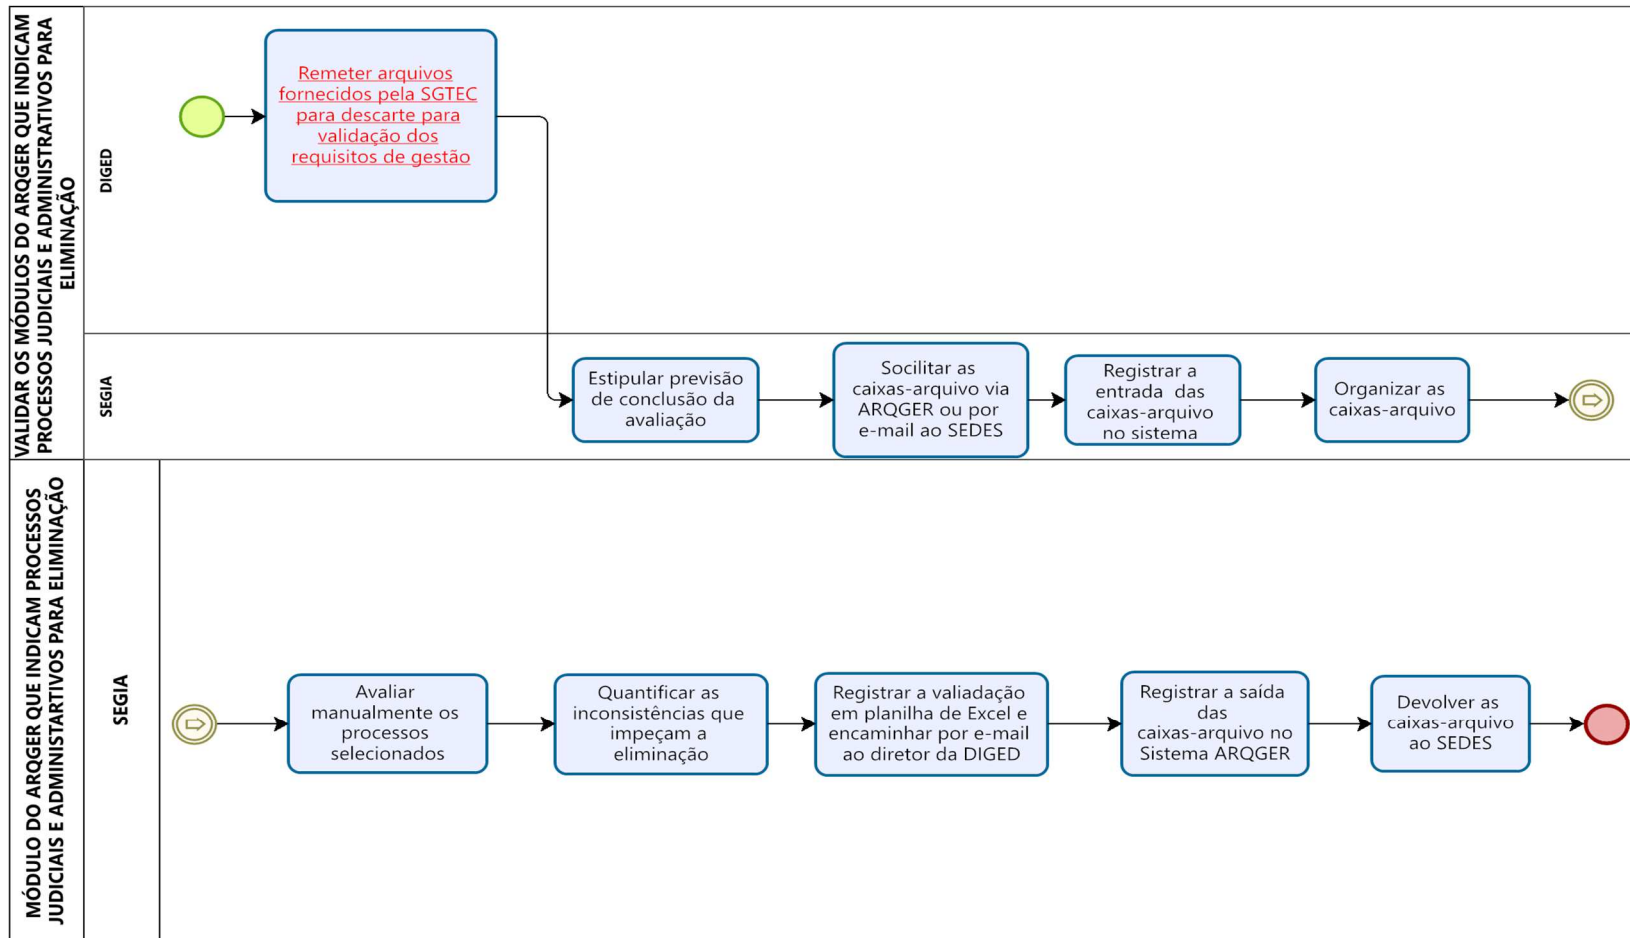 VALIDAR OS MÓDULOS DO ARQGER QUE INDICAM
PROCESSOS JUDICIAIS E ADMINISTRATIVOS PARA
ELIMINAÇÃO
DIGED
Remeter arquivos
fornecidos pela SGTEC
para descarte para
validação dos
requisitos de gestão
SEGIA
Estipular previsão
de conclusão da
avaliação
Socilitar as
caixas-arquivo via
ARQGER ou por
e-mail ao SEDES
Registrar a
entrada das
caixas-arquivo
no sistema
Organizar as
caixas-arquivo
MÓDULO DO ARQGER QUE INDICAM PROCESSOS
JUDICIAIS E ADMINISTARTIVOS PARA ELIMINAÇÃO
SEGIA
Avaliar
manualmente os
processos
selecionados
Quantificar as
inconsistências que
impeçam a
eliminação
Registrar a valiadação
em planilha de Excel e
encaminhar por e-mail
ao diretor da DIGED
Registrar a saída
das
caixas-arquivo no
Sistema ARQGER
Devolver as
caixas-arquivo
ao SEDES